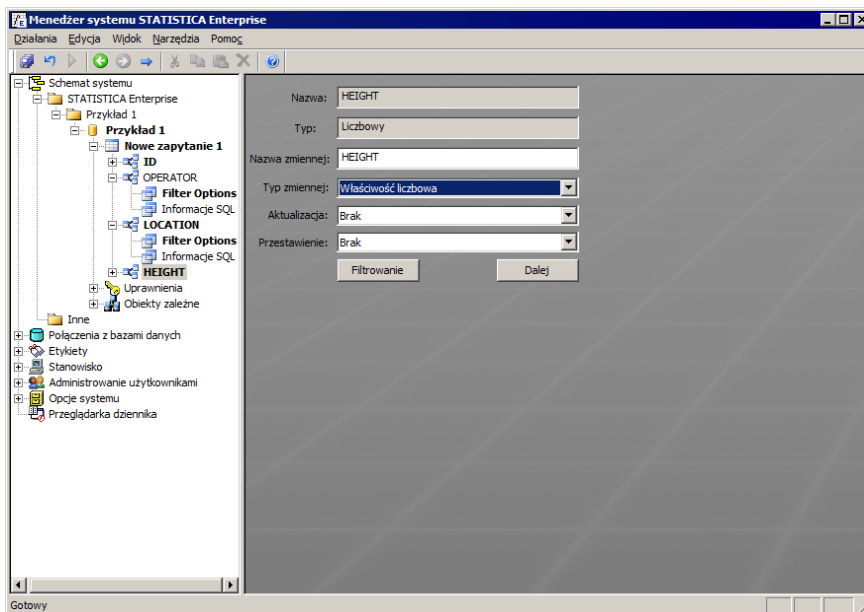 Menedżer systemu STATISTICA Enterprise
Działania Edycja Widok Narzędzia Pomoc
Schemat systemu
STATISTICA Enterprise
Przykład 1
Przykład 1
Nowe zapytanie 1
ID
OPERATOR
Filter Options
Informacje SQL
LOCATION
Filter Options
Informacje SQL
HEIGHT
Uprawnienia
Obiekty zależne
Inne
Połączenia z bazami danych
Etykiety
Stanowisko
Administrowanie użytkownikami
Opcje systemu
Przeglądarka dziennika
Nazwa: HEIGHT
Typ: Liczbowy
Nazwa zmiennej: HEIGHT
Typ zmiennej: Właściwość liczbowa
Aktualizacja: Brak
Przestawienie: Brak
Filtrowanie Dalej
Gotowy